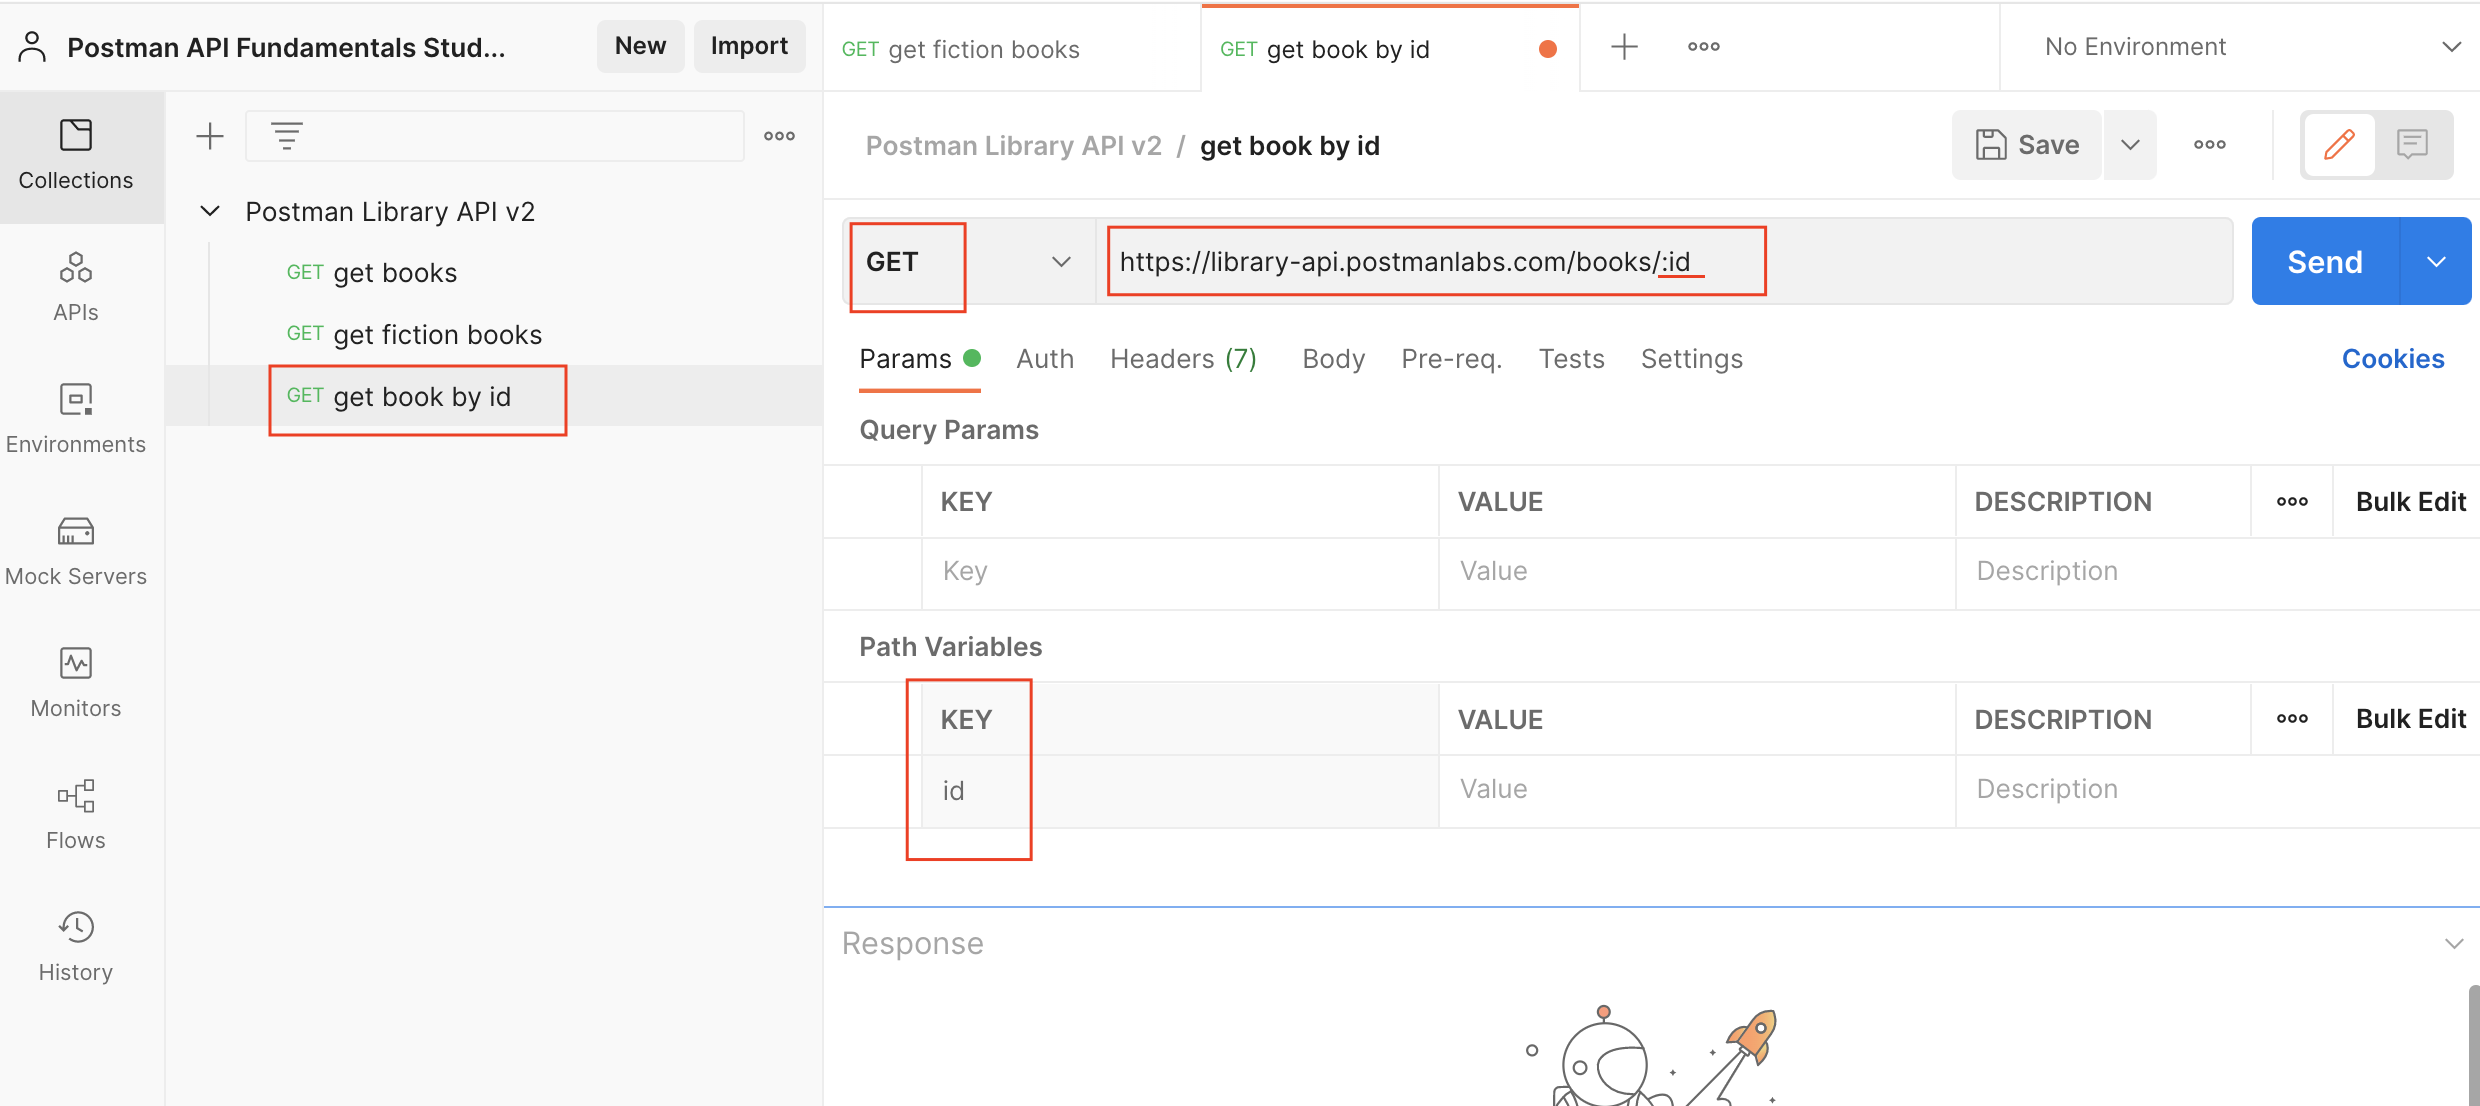 Postman API Fundamentals Stud...
New
Import
GET get fiction books
GET get book by id
No Environment
Collections
APIs
Environments
Mock Servers
Monitors
Flows
History
Postman Library API v2
GET get books
GET get fiction books
GET get book by id
Postman Library API v2 / get book by id
Save
GET
https://library-api.postmanlabs.com/books/:id
Send
Params
Auth
Headers (7)
Body
Pre-req.
Tests
Settings
Cookies
Query Params
KEY
VALUE
DESCRIPTION
Bulk Edit
Key
Value
Description
Path Variables
KEY
VALUE
DESCRIPTION
Bulk Edit
id
Value
Description
Response